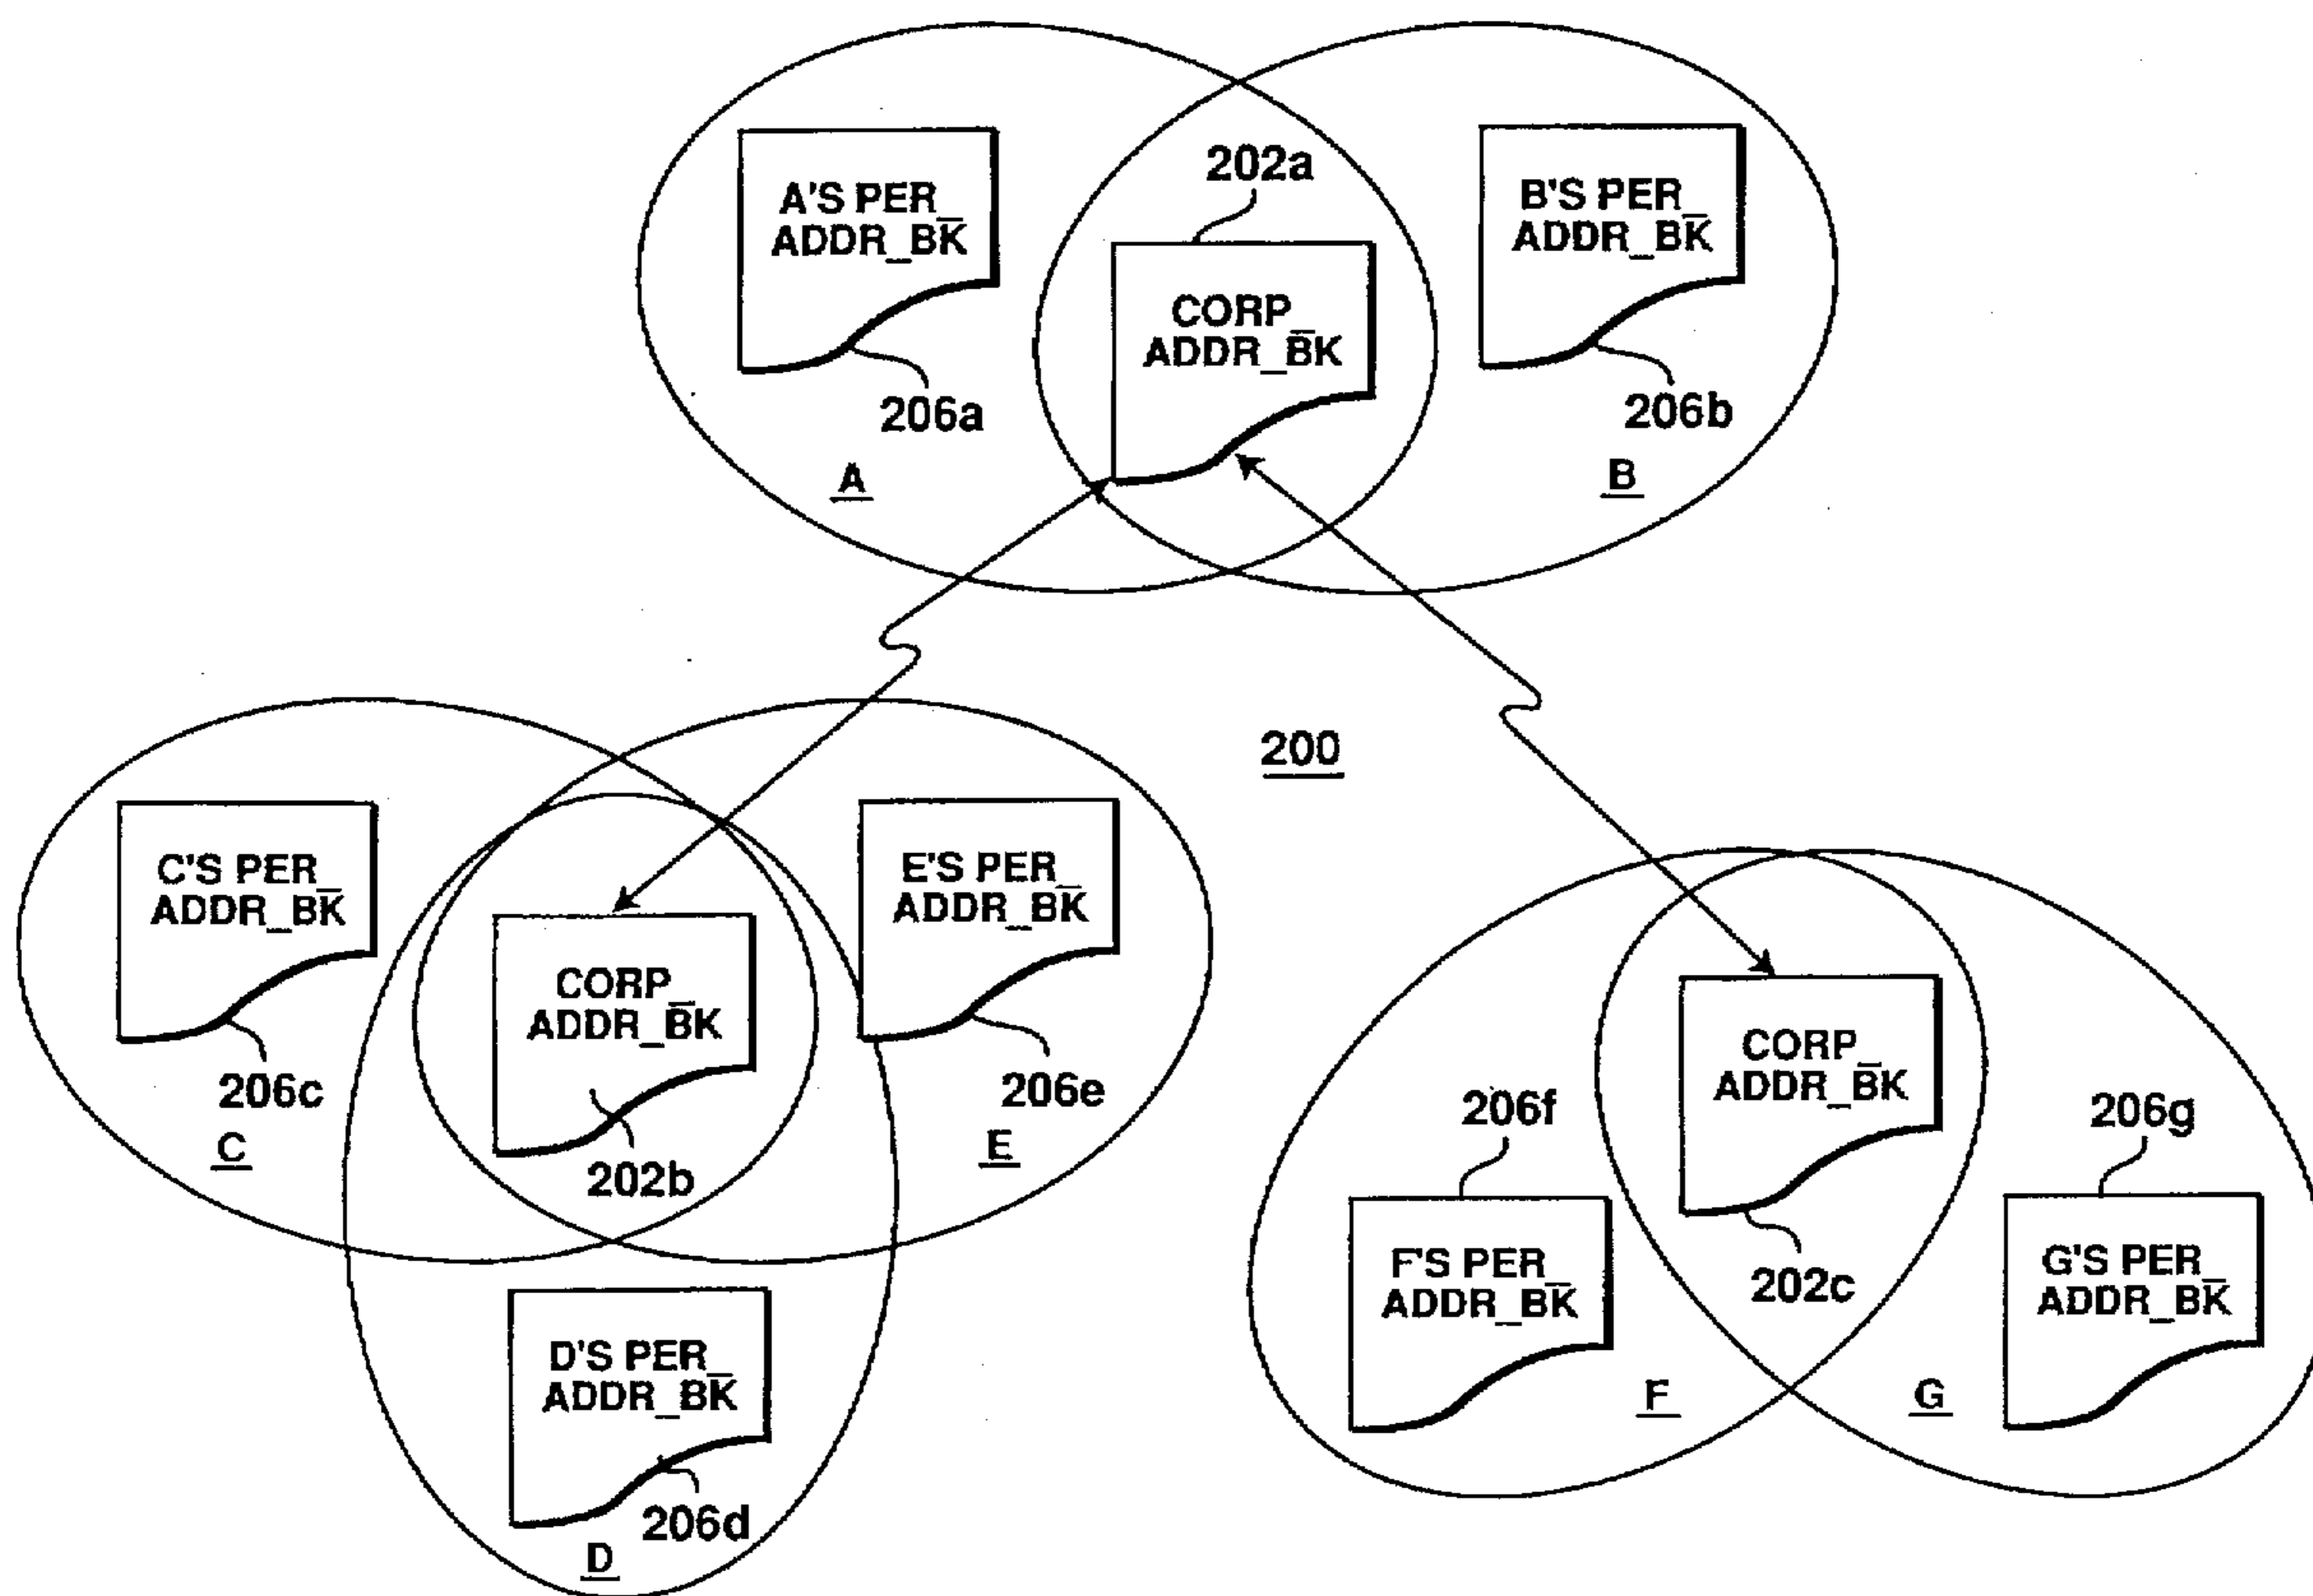 202a
A'S PER_
ADDR_BK
B'S PER_
ADDR_BK
CORP_
ADDR_BK
206a
206b
A
B
200
C'S PER_
ADDR_BK
E'S PER_
ADDR_BK
CORP_
ADDR_BK
206c
206e
C
E
202b
D'S PER_
ADDR_BK
206d
D
CORP_
ADDR_BK
206f
206g
F'S PER_
ADDR_BK
202c
G'S PER_
ADDR_BK
F
G